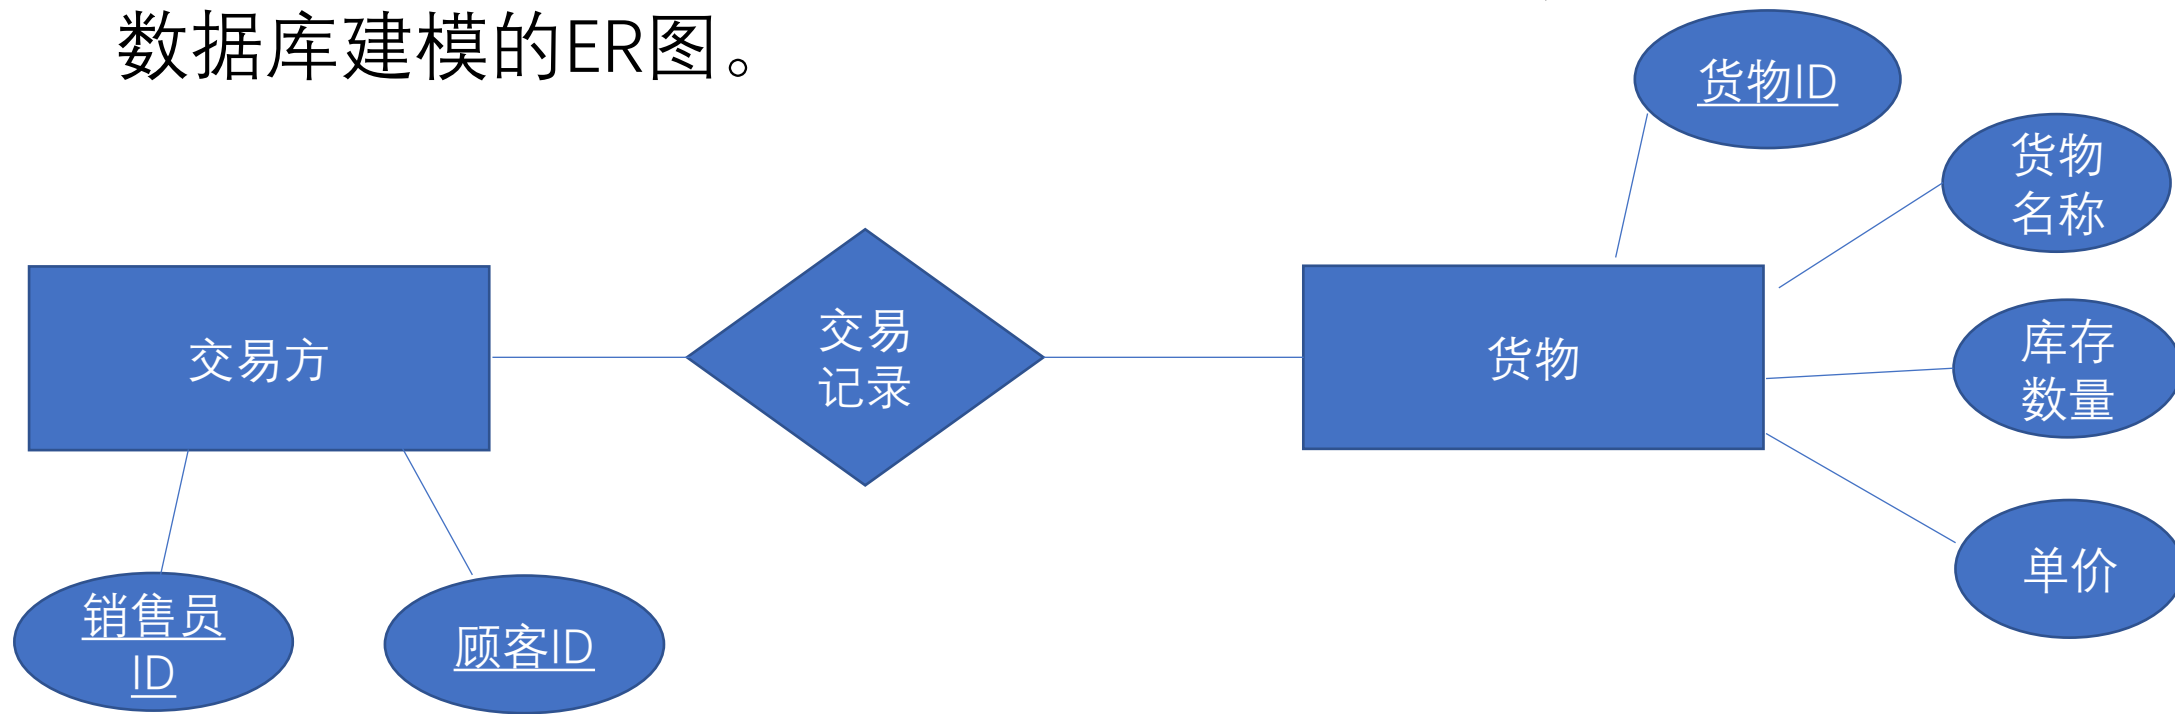 数据库建模的ER图。
货物ID
货物
名称
交易方
交易
记录
货物
库存
数量
单价
销售员
ID
顾客ID